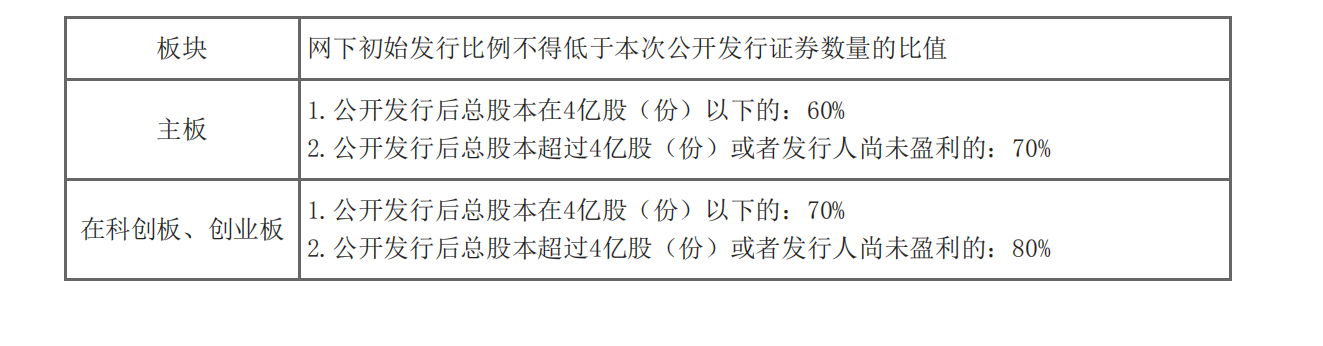 板块
网下初始发行比例不得低于本次公开发行证券数量的比值
主板
1.公开发行后总股本在4亿股（份）以下的：60%
2.公开发行后总股本超过4亿股（份）或者发行人尚未盈利的：70%
在科创板、创业板
1.公开发行后总股本在4亿股（份）以下的：70%
2.公开发行后总股本超过4亿股（份）或者发行人尚未盈利的：80%